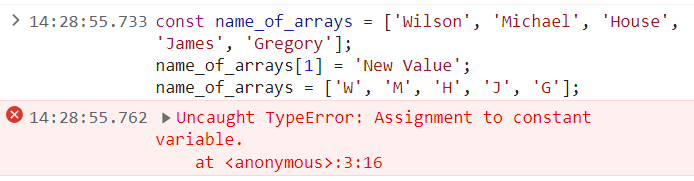 14:28:55.733 const name_of_arrays = ['Wilson', 'Michael', 'House',
'James', 'Gregory'];
name_of_arrays[1] = 'New Value';
name_of_arrays = ['W', 'M', 'H', 'J', 'G'];
14:28:55.762 Uncaught TypeError: Assignment to constant
variable.
at <anonymous>:3:16